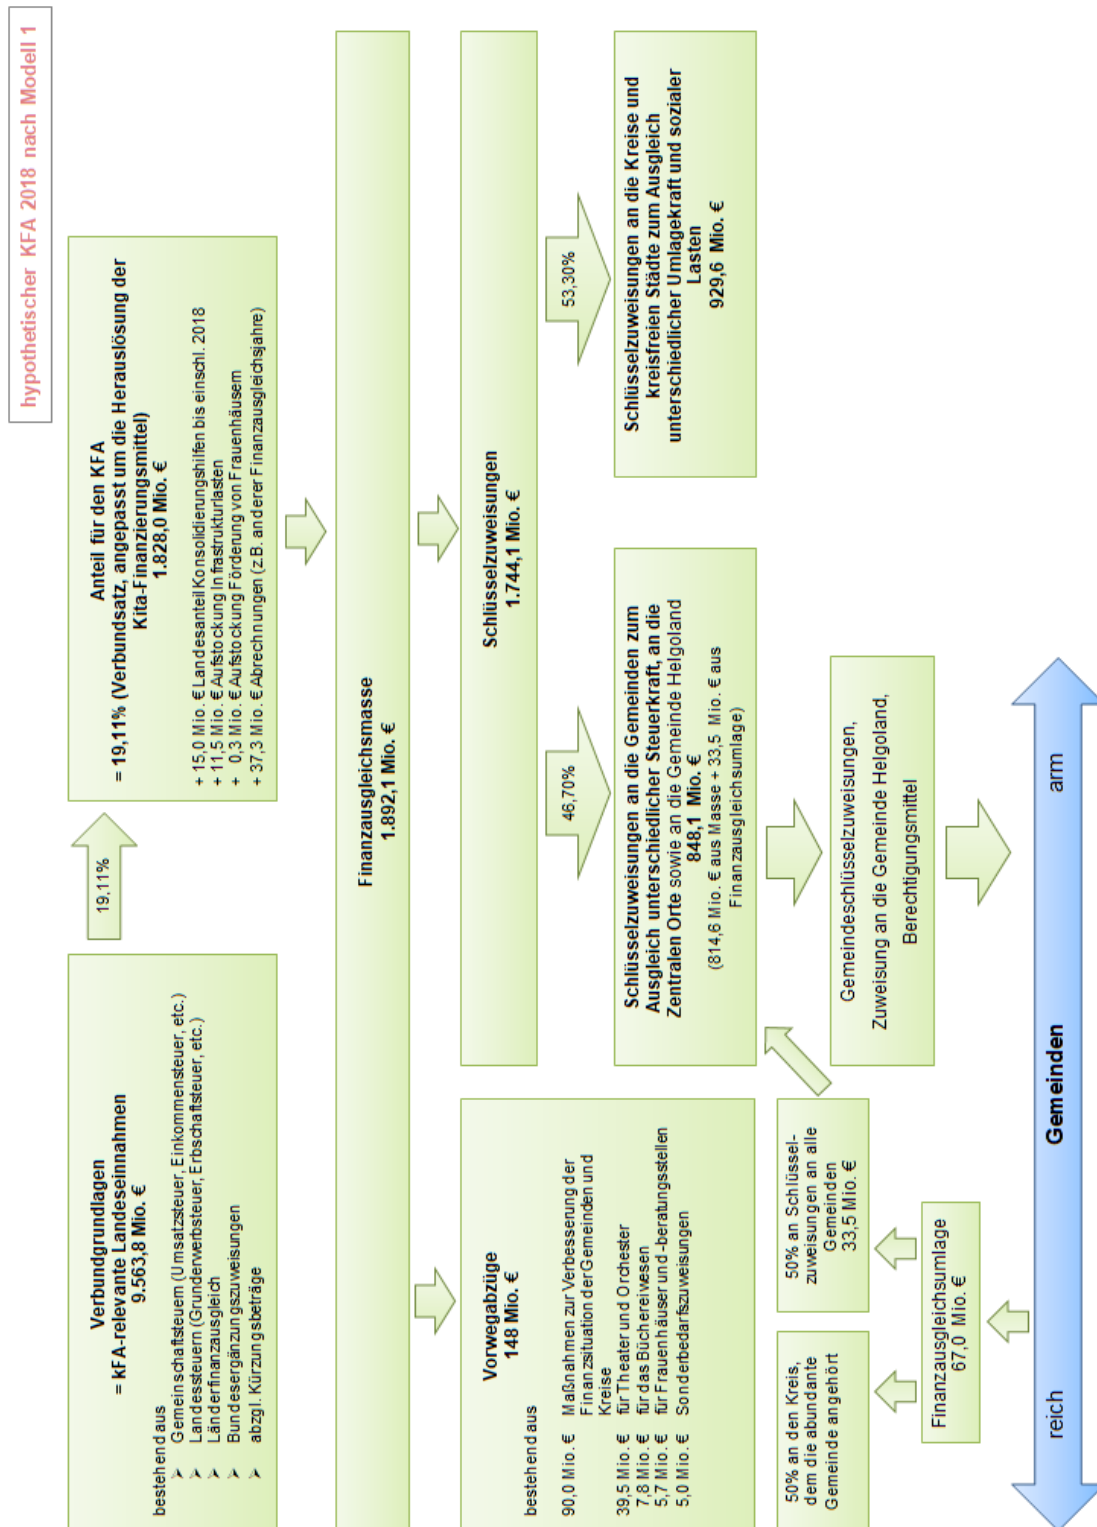 hypothetischer KFA 2018 nach Modell 1
Verbundgrundlagen
= kFA-relevante Landeseinnahmen
9.563,8 Mio. €
bestehend aus
➢ Gemeinschaftsteuern (Umsatzsteuer, Einkommensteuer, etc.)
➢ Landessteuern (Grunderwerbsteuer, Erbschaftsteuer, etc.)
➢ Länderfinanzausgleich
➢ Bundesergänzungszuweisungen
➢ abzgl. Kürzungsbeträge
19,11%
Anteil für den KFA
= 19,11% (Verbundsatz, angepasst um die Herauslösung der
Kita-Finanzierungsmittel)
1.828,0 Mio. €
+ 15,0 Mio. € Landesanteil Konsolidierungshilfen bis einschl. 2018
+ 11,5 Mio. € Aufstockung Infrastrukturlasten
+ 0,3 Mio. € Aufstockung Förderung von Frauenhäusern
+ 37,3 Mio. € Abrechnungen (z.B. anderer Finanzausgleichsjahre)
Finanzausgleichsmasse
1.892,1 Mio. €
Vorwegabzüge
148 Mio. €
bestehend aus
90,0 Mio. € Maßnahmen zur Verbesserung der
Finanzsituation der Gemeinden und
Kreise
39,5 Mio. € für Theater und Orchester
7,8 Mio. € für das Büchereiwesen
5,7 Mio. € für Frauenhäuser und -beratungsstellen
5,0 Mio. € Sonderbedarfszuweisungen
Schlüsselzuweisungen
1.744,1 Mio. €
46,70%
53,30%
Schlüsselzuweisungen an die Gemeinden zum
Ausgleich unterschiedlicher Steuerkraft, an die
Zentralen Orte sowie an die Gemeinde Helgoland
848,1 Mio. €
(814,6 Mio. € aus Masse + 33,5 Mio. € aus
Finanzausgleichsumlage)
Schlüsselzuweisungen an die Kreise und
kreisfreien Städte zum Ausgleich
unterschiedlicher Umlagekraft und sozialer
Lasten
929,6 Mio. €
50% an den Kreis,
dem die abundante
Gemeinde angehört
50% an Schlüssel-
zuweisungen an alle
Gemeinden
33,5 Mio. €
Gemeindeschlüsselzuweisungen,
Zuweisung an die Gemeinde Helgoland,
Berechtigungsmittel
Finanzausgleichsumlage
67,0 Mio. €
reich
Gemeinden
arm